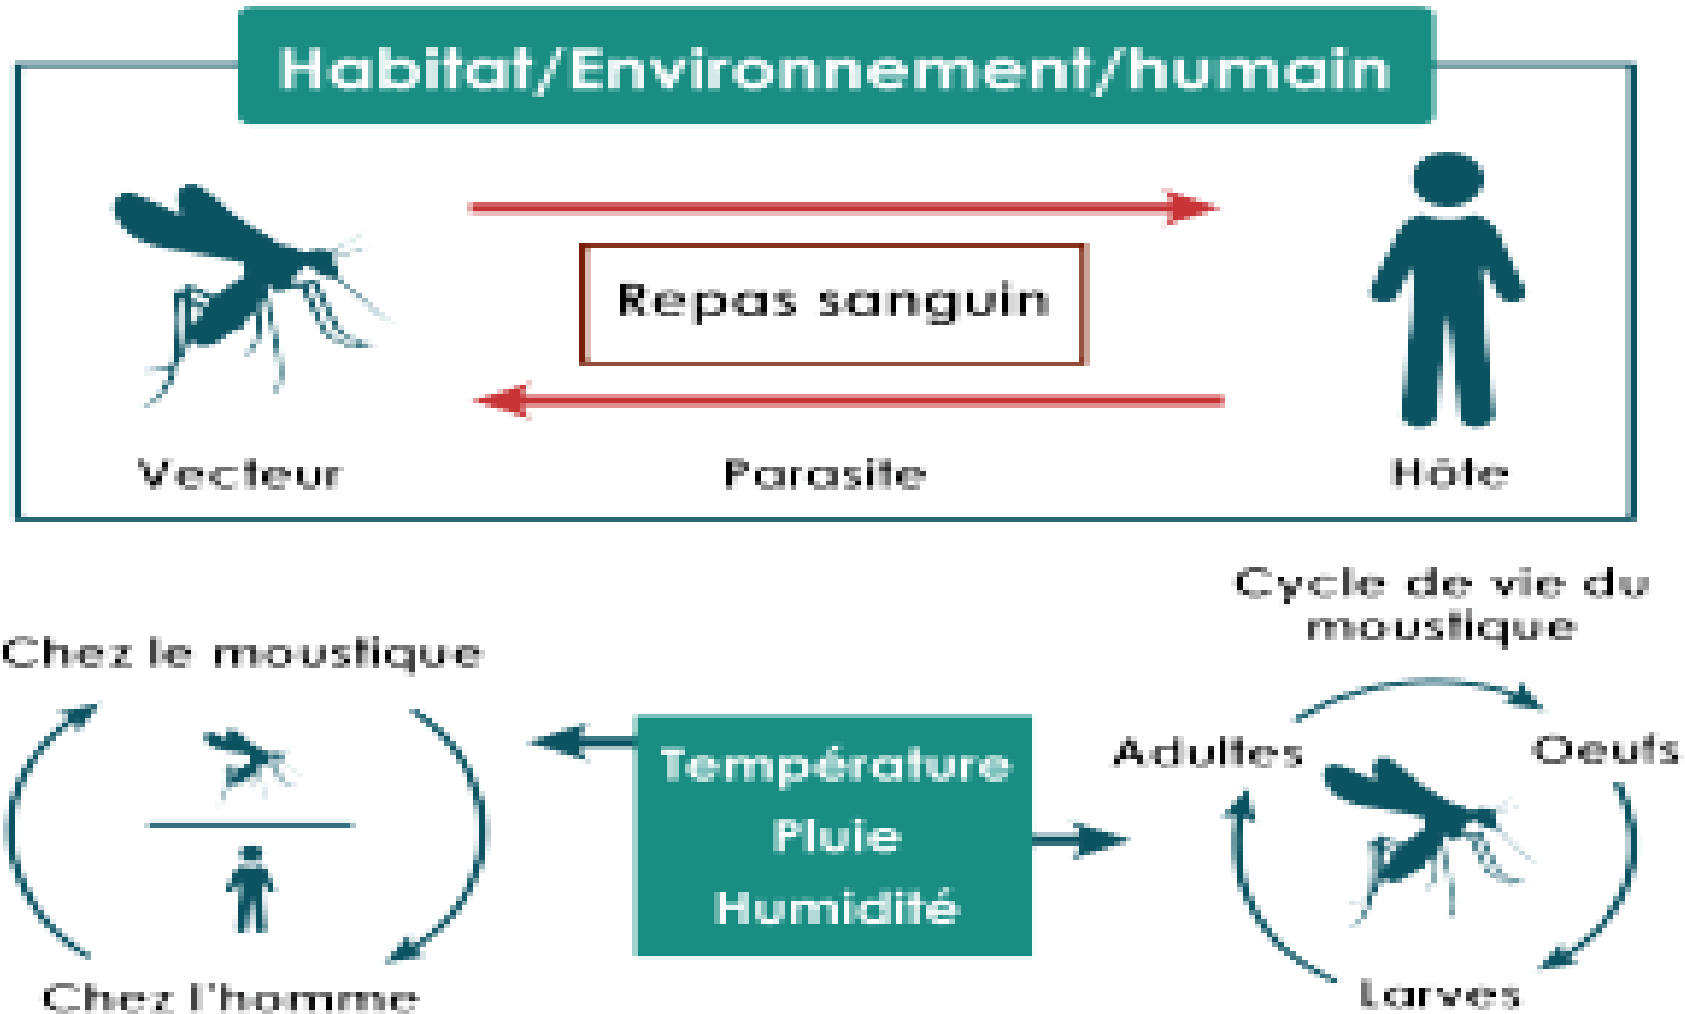 Habitat/Environnement/humain
Repas sanguin
Vecteur
Parasite
Hôte
Chez le moustique
Chez l'homme
Température
Pluie
Humidité
Cycle de vie du
moustique
Adultes
Oeufs
Larves